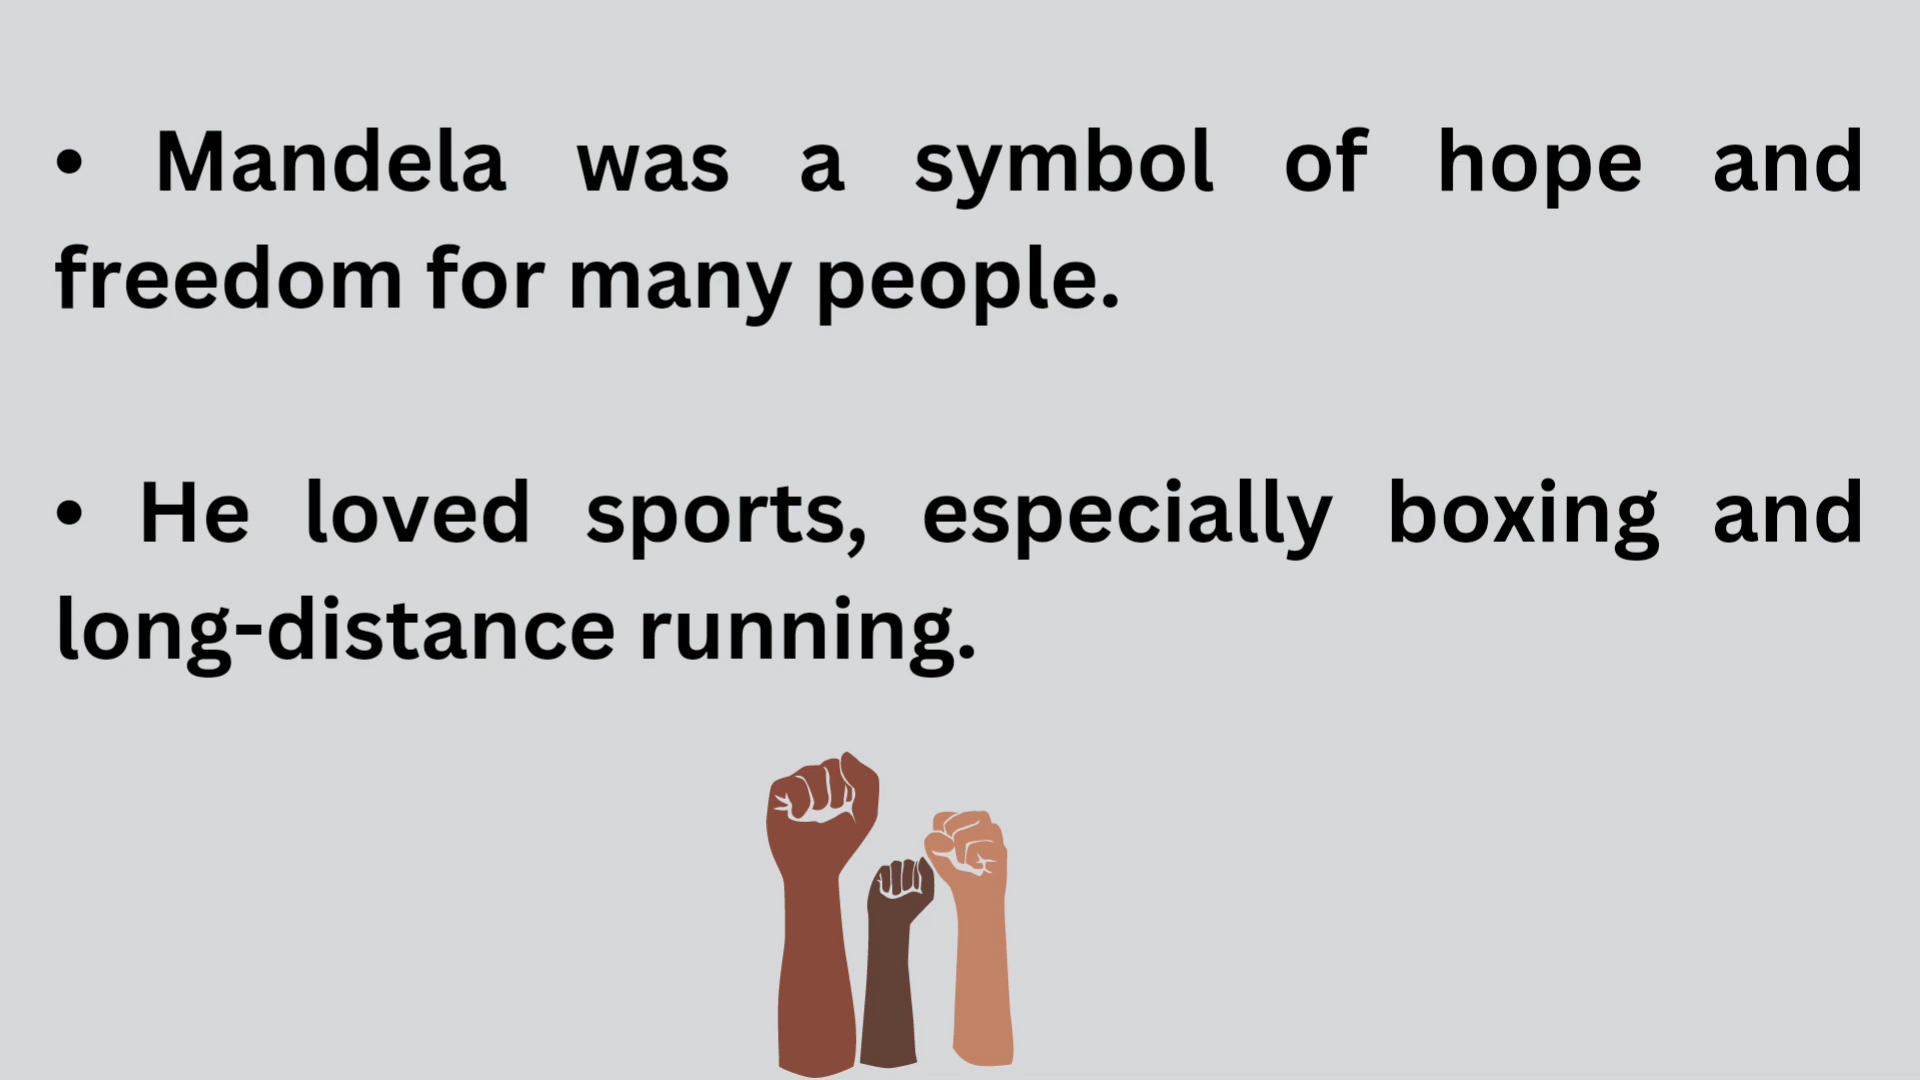 • Mandela was a symbol of hope and
freedom for many people.
• He loved sports, especially boxing and
long-distance running.